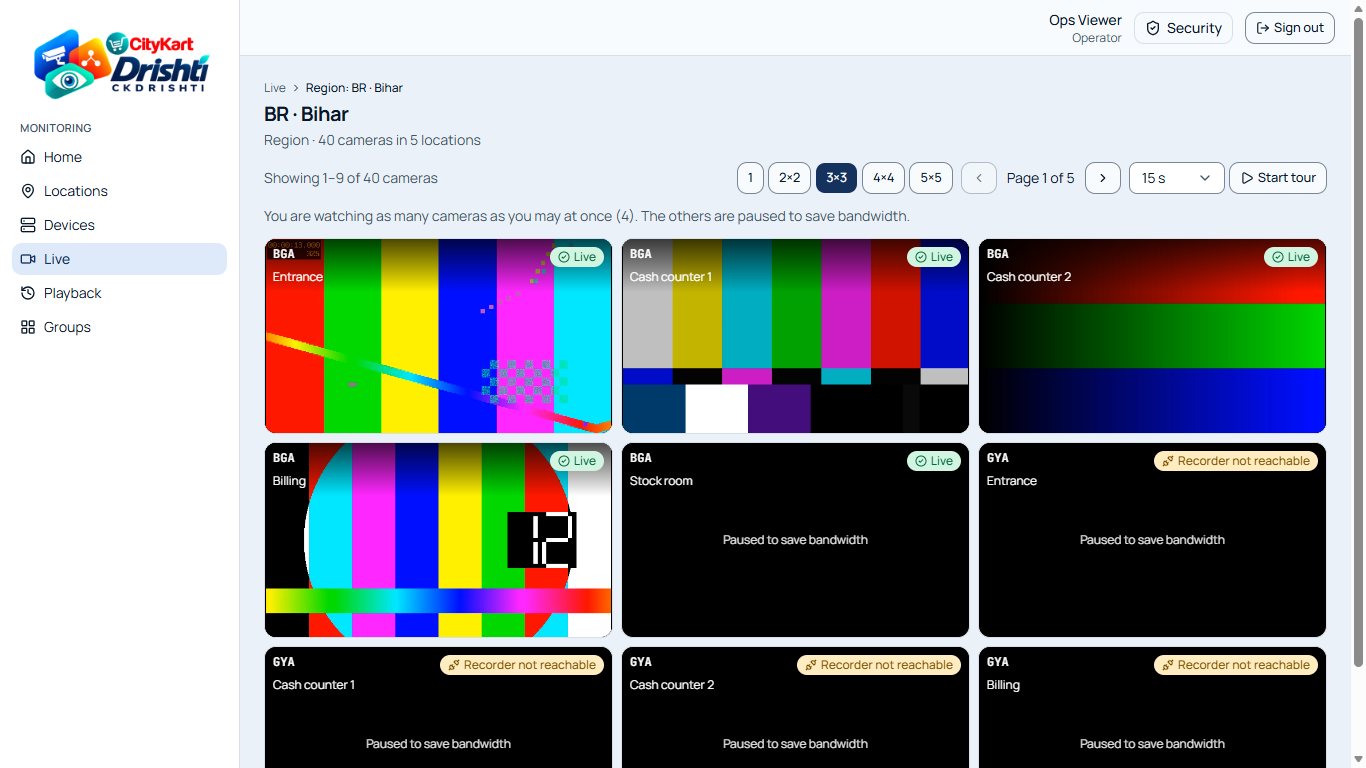 CityKart
Drishti
CKDRISHTI
MONITORING
Home
Locations
Devices
Live
Playback
Groups
Ops Viewer
Operator
Security
Sign out
Live > Region: BR · Bihar
BR · Bihar
Region · 40 cameras in 5 locations
Showing 1–9 of 40 cameras
1 2×2 3×3 4×4 5×5 < Page 1 of 5 > 15 s Start tour
You are watching as many cameras as you may at once (4). The others are paused to save bandwidth.
BGA
Live
Entrance
BGA
Live
Cash counter 1
BGA
Live
Cash counter 2
BGA
Live
Billing
12
BGA
Live
Stock room
Paused to save bandwidth
GYA
Recorder not reachable
Entrance
Paused to save bandwidth
GYA
Recorder not reachable
Cash counter 1
Paused to save bandwidth
GYA
Recorder not reachable
Cash counter 2
Paused to save bandwidth
GYA
Recorder not reachable
Billing
Paused to save bandwidth